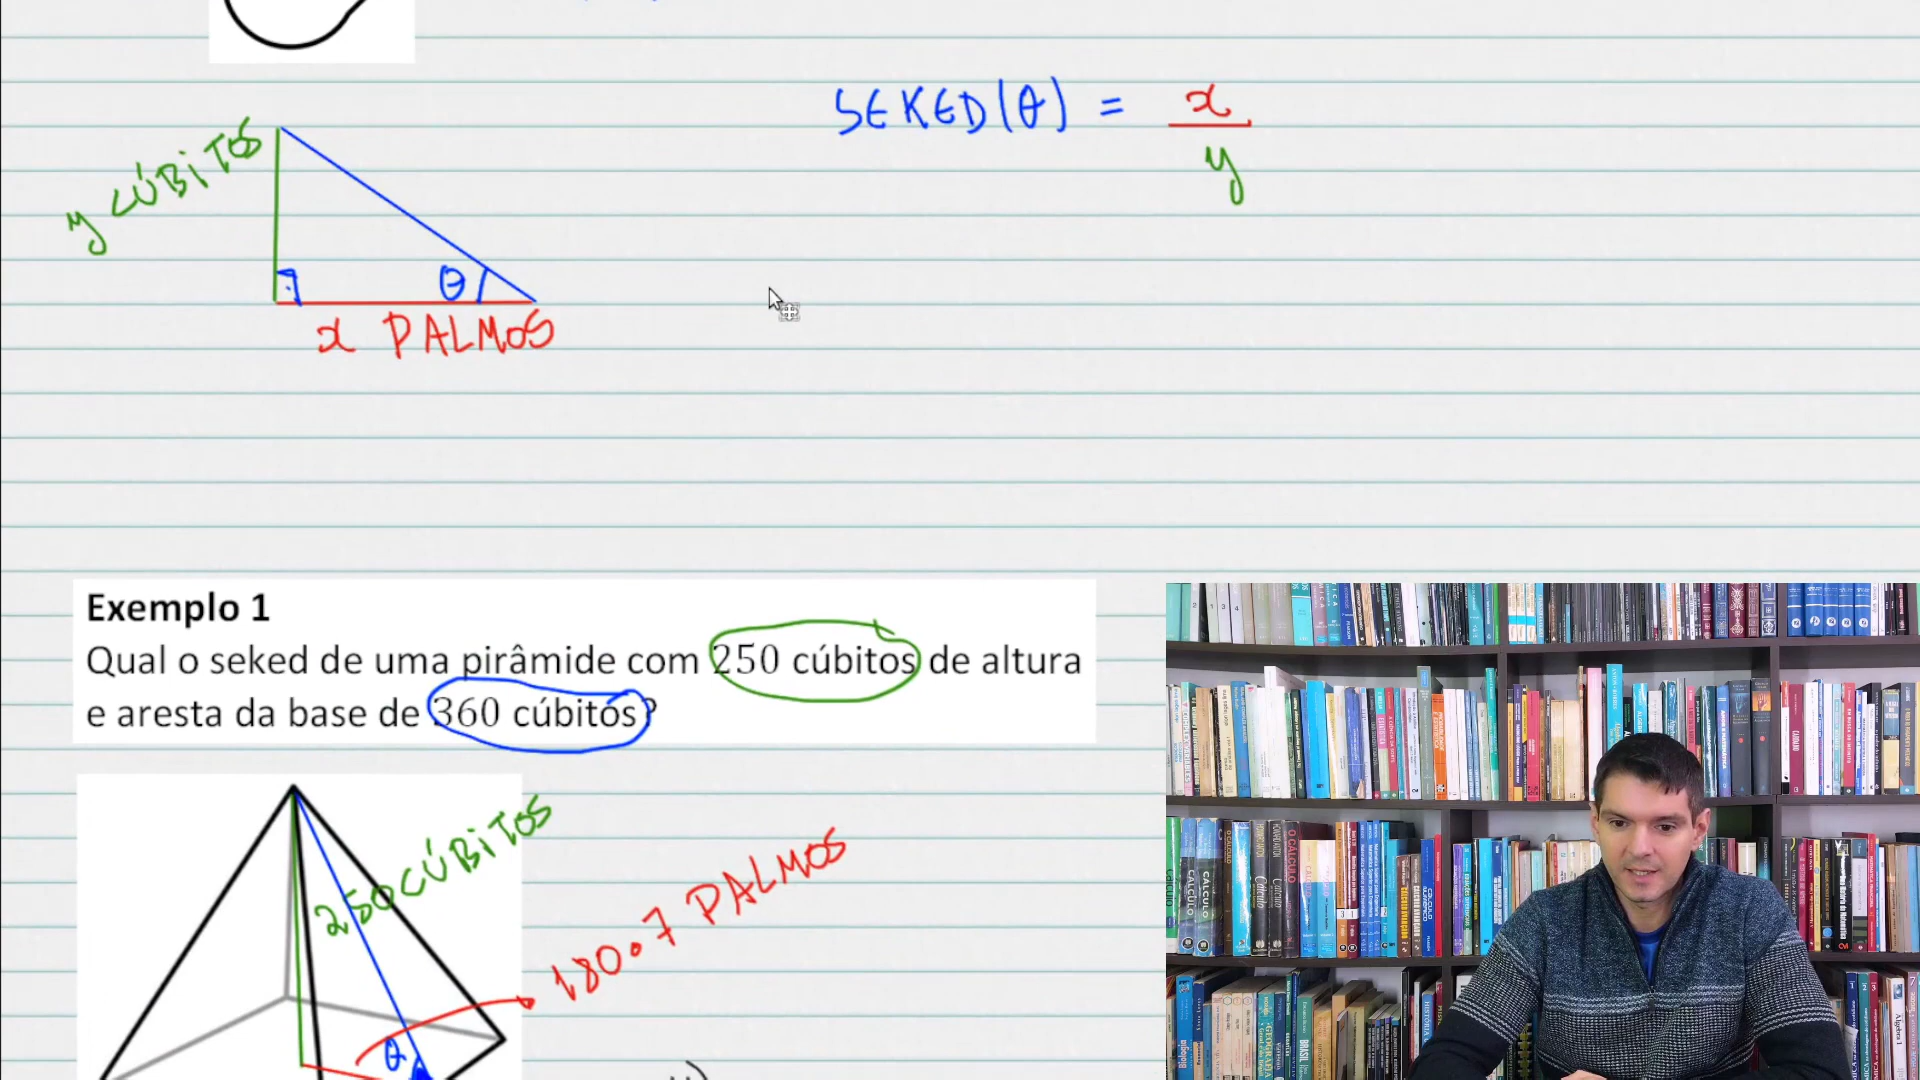 SEKED(θ) = x
y
y CÚBITOS
θ
x PALMOS
Exemplo 1
Qual o seked de uma pirâmide com 250 cúbitos de altura
e aresta da base de 360 cúbitos?
250 CÚBITOS
180.7 PALMOS
θ